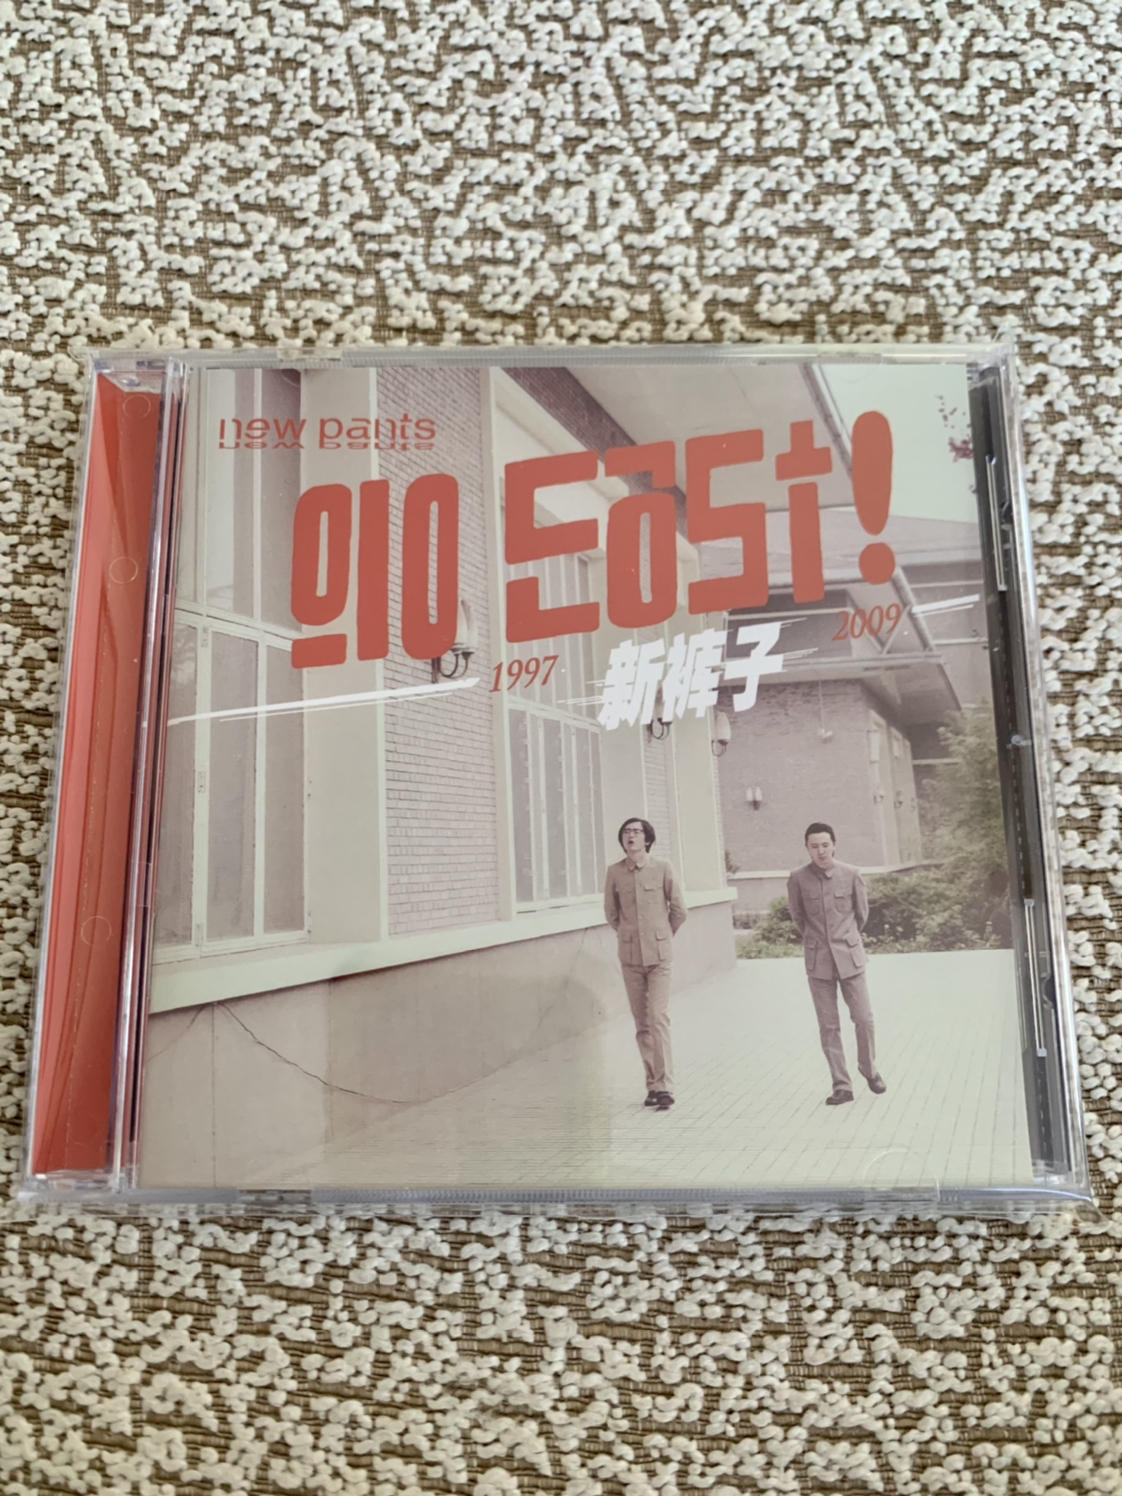 new pants
go East!
1997 新裤子 2009